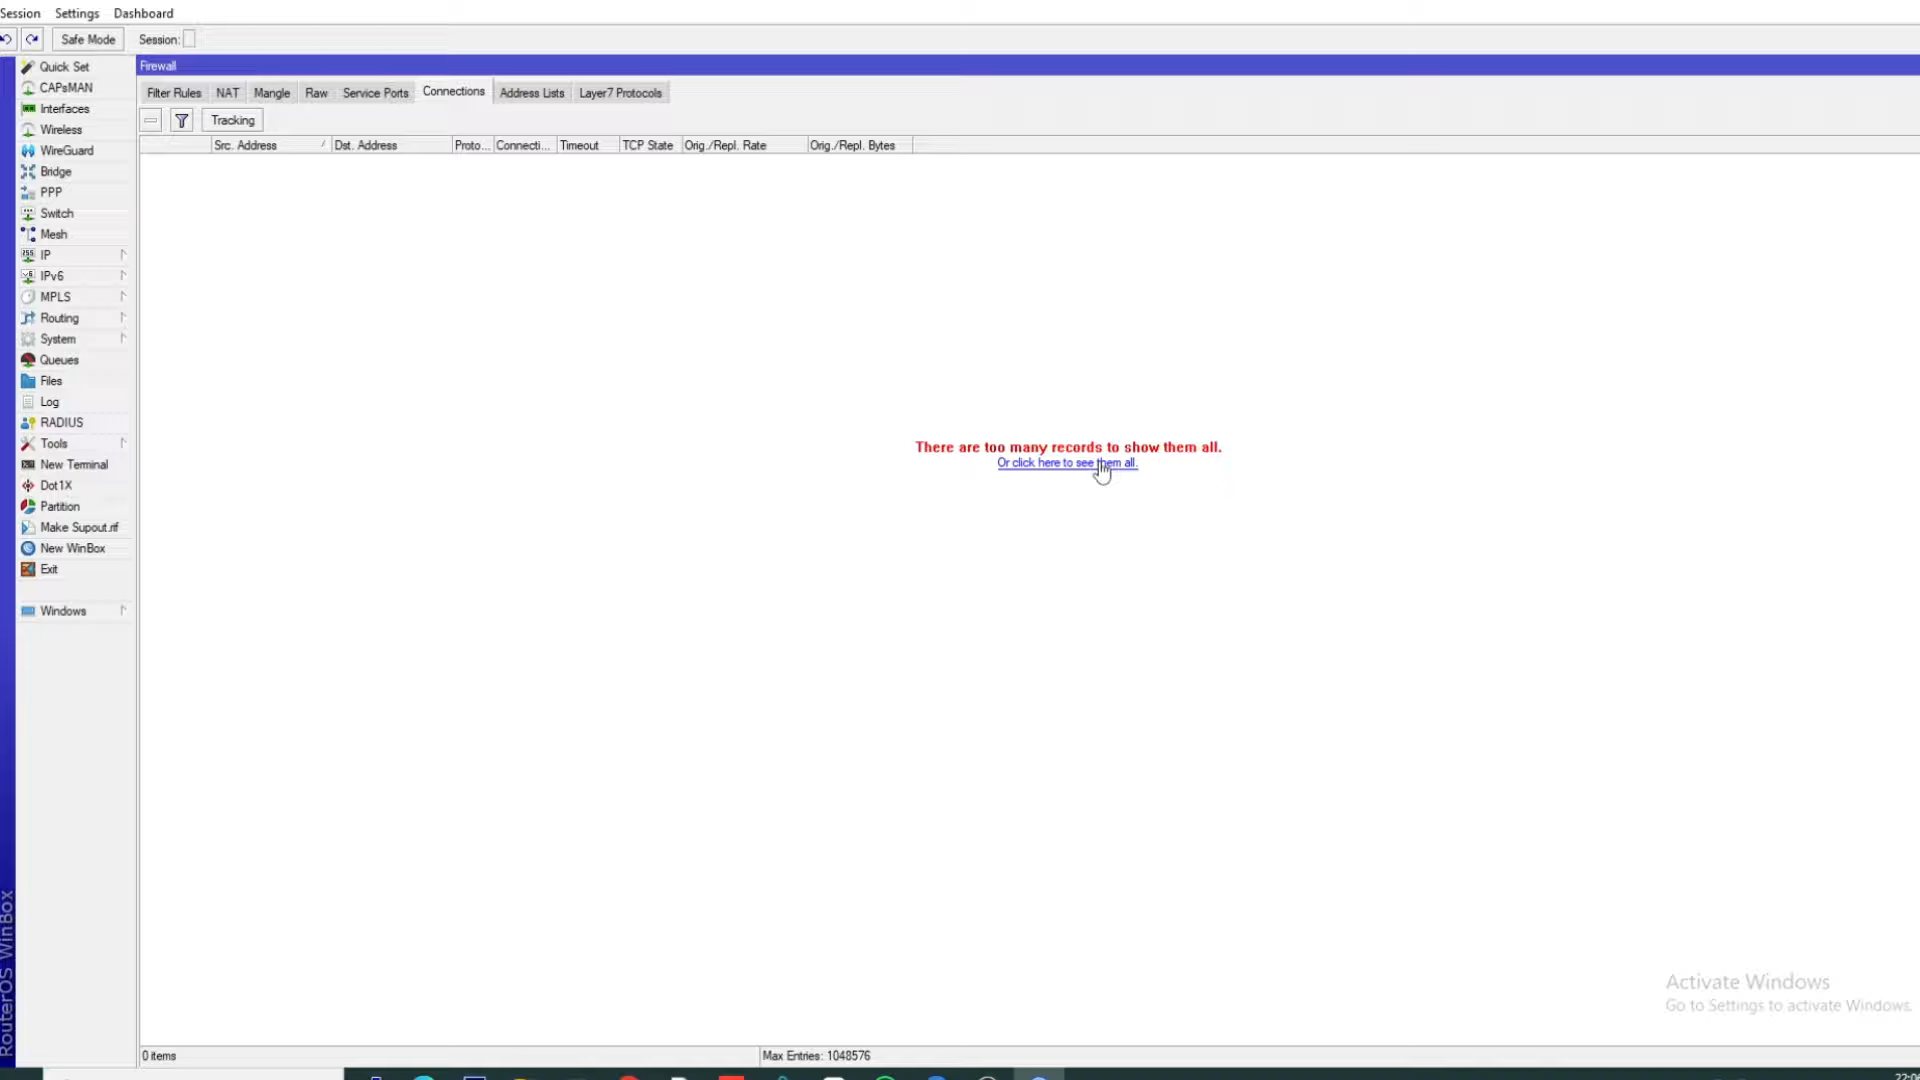 Session Settings Dashboard
Safe Mode Session:
Quick Set
CAPsMAN
Interfaces
Wireless
WireGuard
Bridge
PPP
Switch
Mesh
IP
IPv6
MPLS
Routing
System
Queues
Files
Log
RADIUS
Tools
New Terminal
Dot1X
Partition
Make Supout.rif
New WinBox
Exit
Windows
RouterOS WinBox
Firewall
Filter Rules NAT Mangle Raw Service Ports Connections Address Lists Layer7 Protocols
Tracking
Src. Address Dst. Address Proto... Connecti... Timeout TCP State Orig./Repl. Rate Orig./Repl. Bytes
There are too many records to show them all.
Or click here to see them all.
Activate Windows
Go to Settings to activate Windows.
0 items Max Entries: 1048576